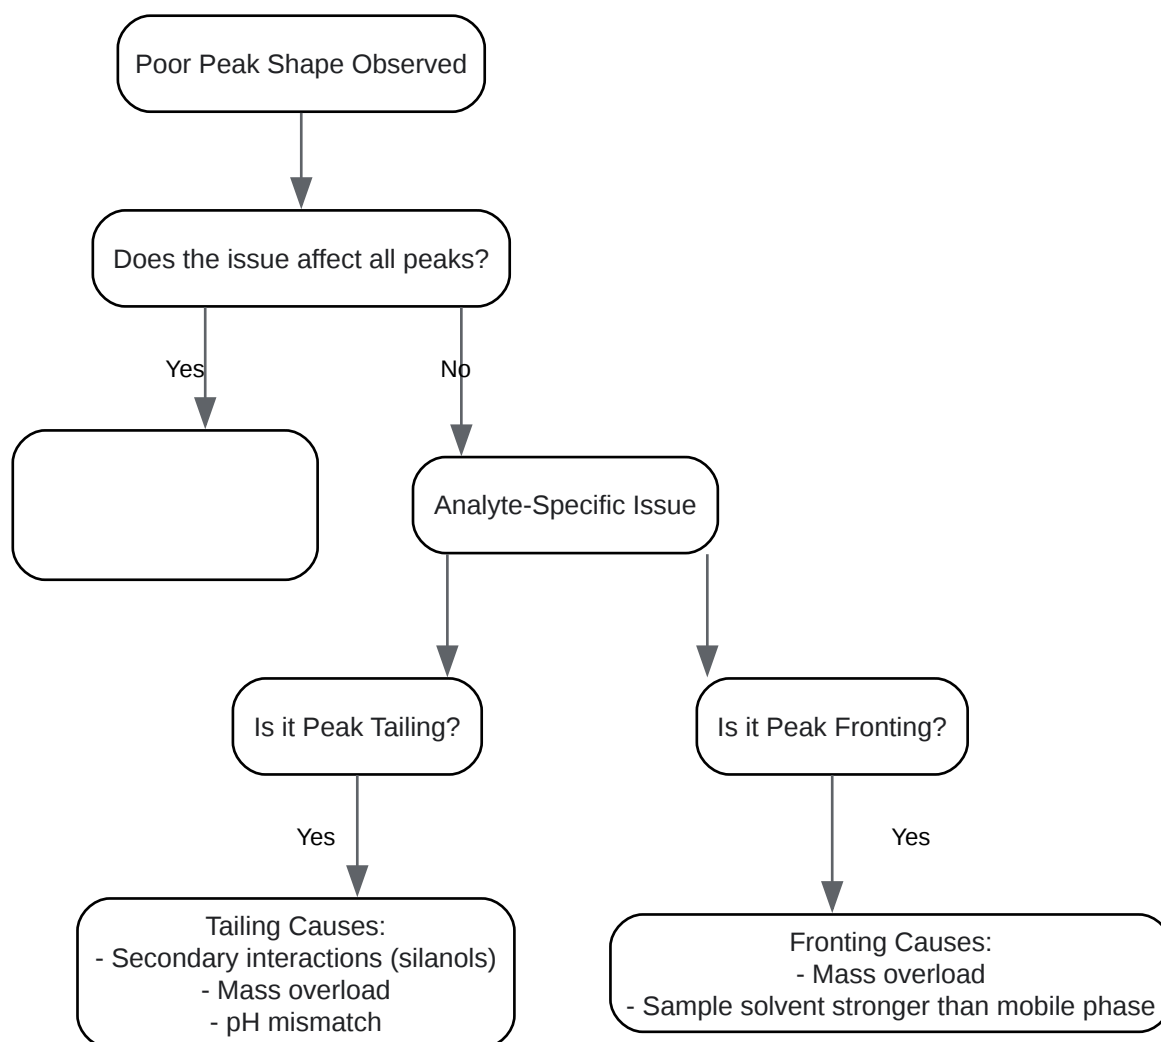 Poor Peak Shape Observed
Does the issue affect all peaks?
Yes
No
Analyte-Specific Issue
Is it Peak Tailing?
Is it Peak Fronting?
Yes
Yes
Tailing Causes:
- Secondary interactions (silanols)
- Mass overload
- pH mismatch
Fronting Causes:
- Mass overload
- Sample solvent stronger than mobile phase